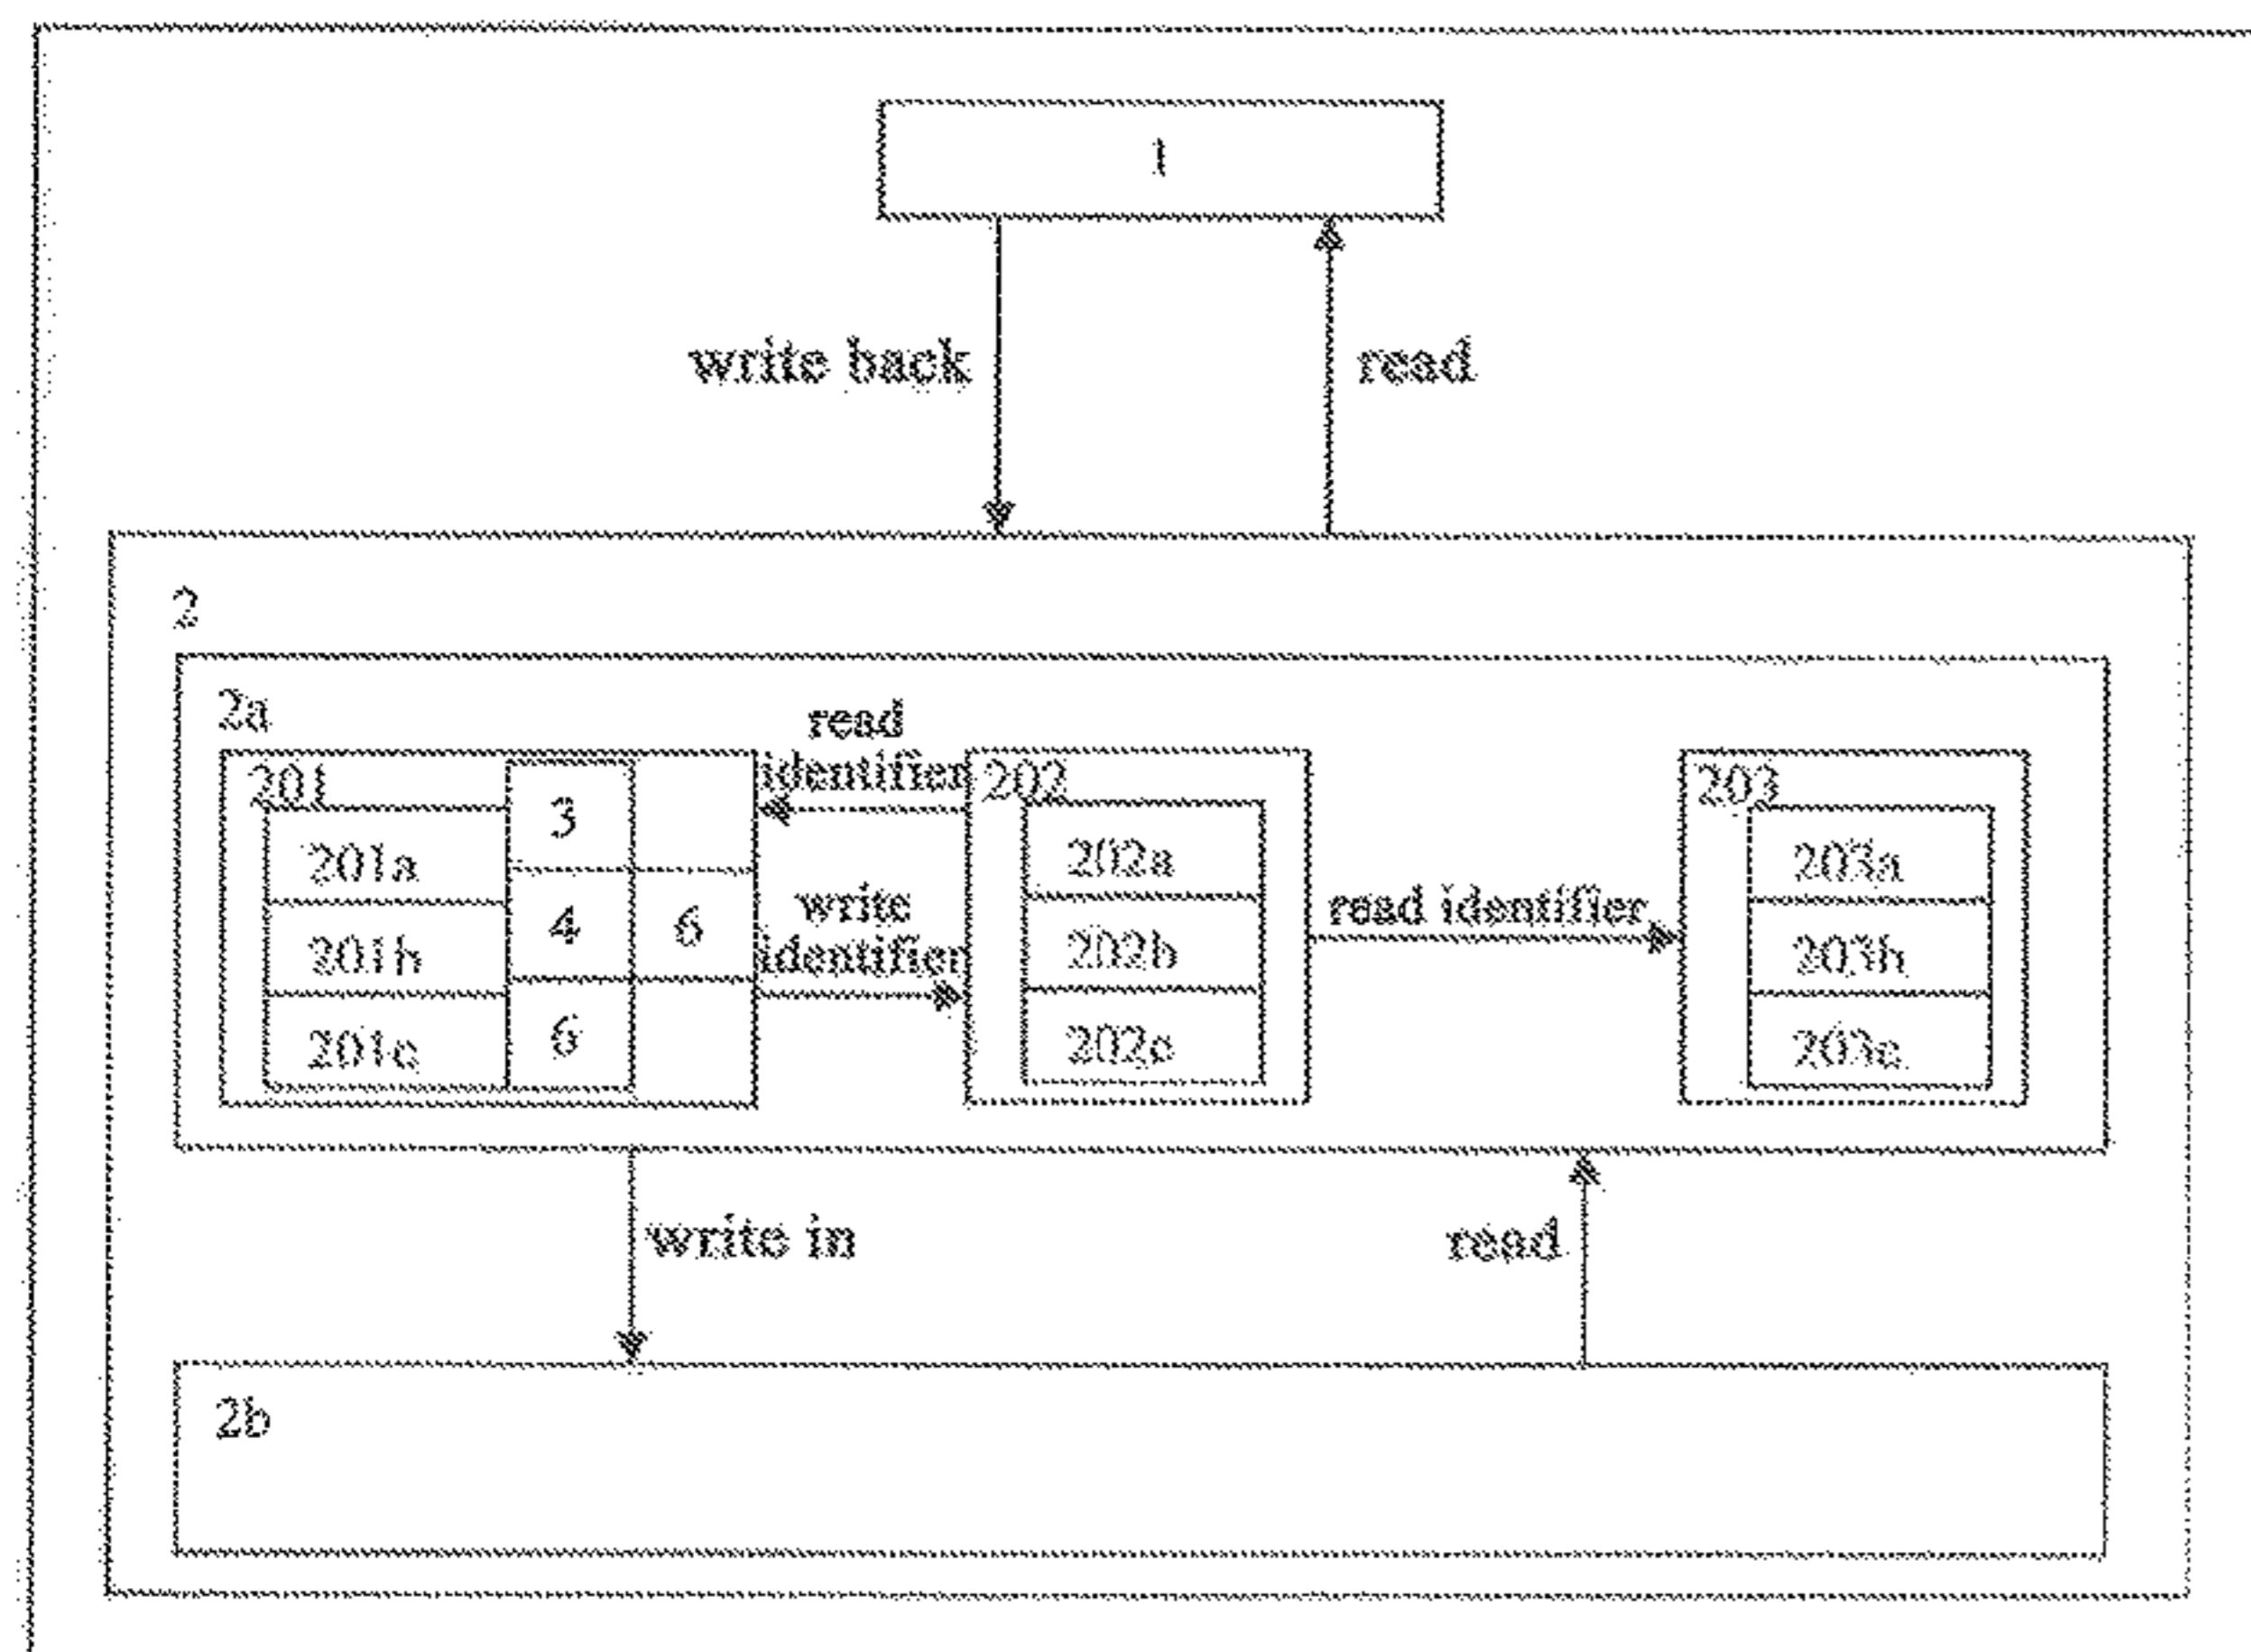 1
write back
read
2
2a
read
identifier
201
3
201a
4
6
201b
6
201c
write
identifier
202
202a
202b
202c
read identifier
203
203a
203b
203c
write in
read
2b